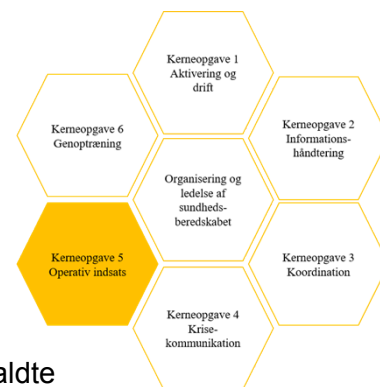 Kerneopgave 1
Aktivering og
drift
Kerneopgave 6
Genoptræning
Kerneopgave 2
Informations-
håndtering
Organisering og
ledelse af
sundheds-
beredskabet
Kerneopgave 5
Operativ indsats
Kerneopgave 3
Koordination
Kerneopgave 4
Krise-
kommunikation
aldte